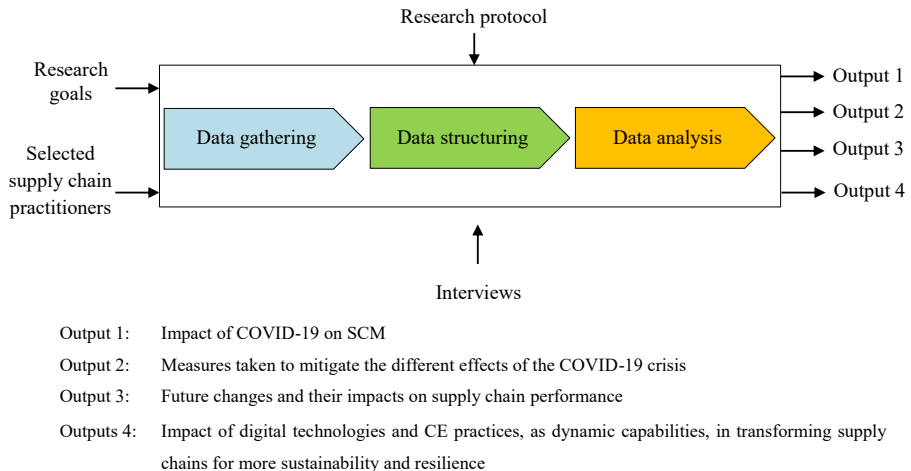 Research protocol
Research
goals
Selected
supply chain
practitioners
Data gathering
Data structuring
Data analysis
Output 1
Output 2
Output 3
Output 4
Interviews
Output 1: Impact of COVID-19 on SCM
Output 2: Measures taken to mitigate the different effects of the COVID-19 crisis
Output 3: Future changes and their impacts on supply chain performance
Outputs 4: Impact of digital technologies and CE practices, as dynamic capabilities, in transforming supply
chains for more sustainability and resilience